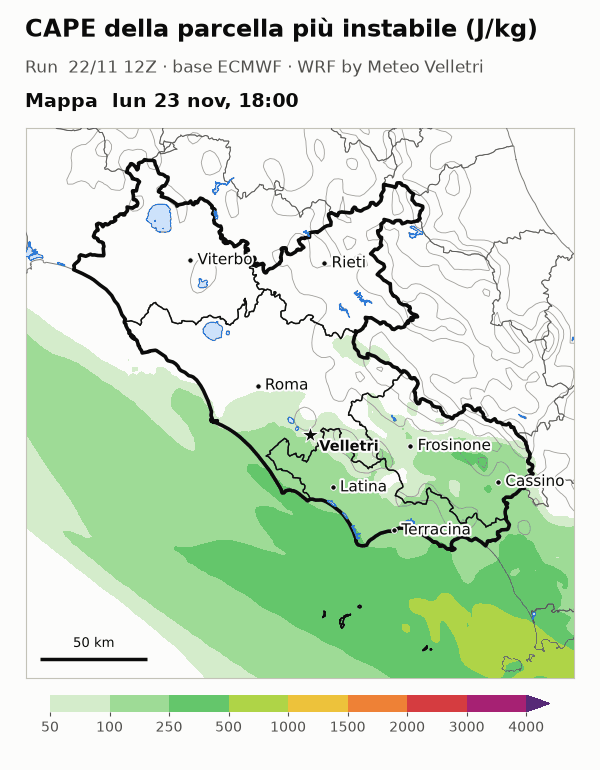 CAPE della parcella più instabile (J/kg)
Run 22/11 12Z · base ECMWF · WRF by Meteo Velletri
Mappa lun 23 nov, 18:00
Viterbo
Rieti
Roma
Velletri
Frosinone
Cassino
Latina
Terracina
50 km
50 100 250 500 1000 1500 2000 3000 4000